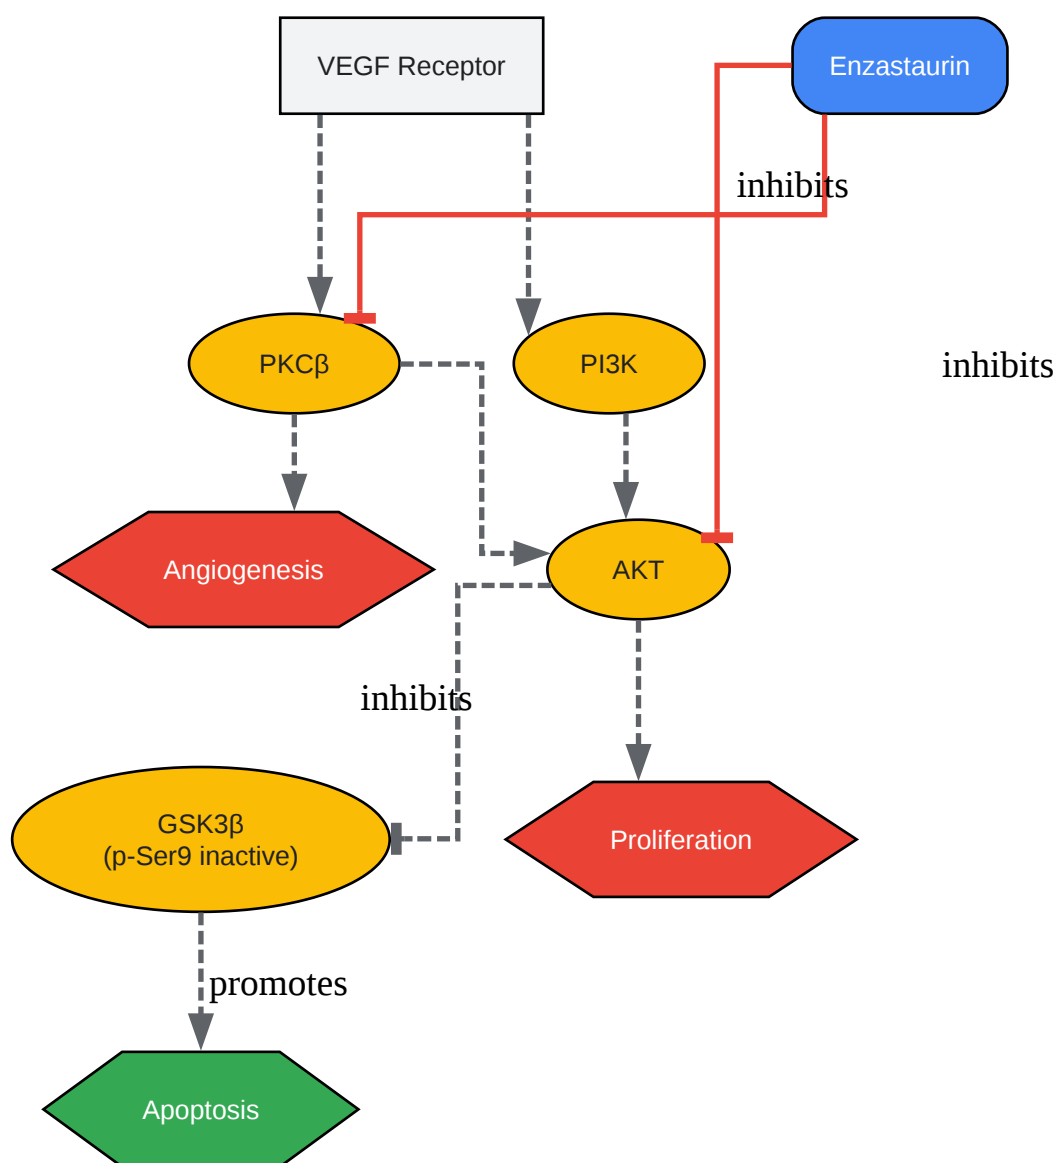 VEGF Receptor
Enzastaurin
inhibits
PKCβ
PI3K
inhibits
Angiogenesis
AKT
inhibits
GSK3β
(p-Ser9 inactive)
Proliferation
promotes
Apoptosis